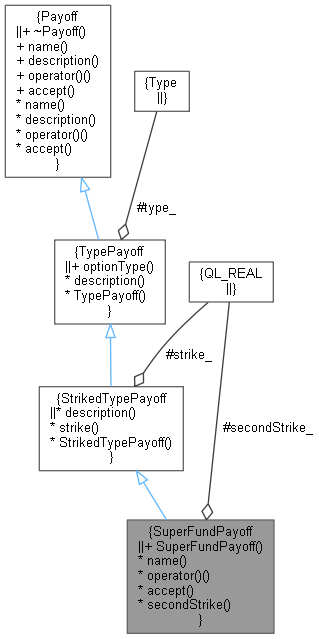 {Payoff
||+ ~Payoff()
+ name()
+ description()
+ operator()()
+ accept()
* name()
* description()
* operator()()
* accept()
}
{Type
||}
#type_
{TypePayoff
||+ optionType()
* description()
* TypePayoff()
}
{QL_REAL
||}
#strike_
{StrikedTypePayoff
||* description()
* strike()
* StrikedTypePayoff()
}
#secondStrike_
{SuperFundPayoff
||+ SuperFundPayoff()
* name()
* operator()()
* accept()
* secondStrike()
}